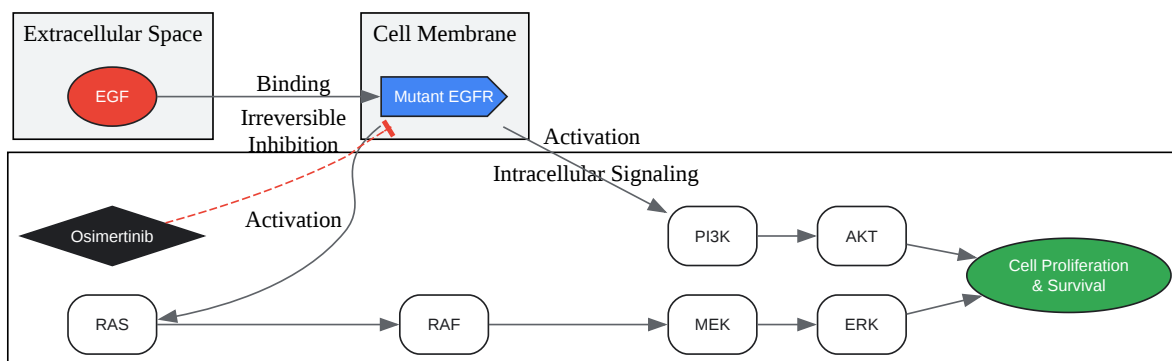 Extracellular Space
Cell Membrane
EGF
Binding
Mutant EGFR
Irreversible
Inhibition
Activation
Intracellular Signaling
Osimertinib
Activation
PI3K
AKT
Cell Proliferation
& Survival
RAS
RAF
MEK
ERK